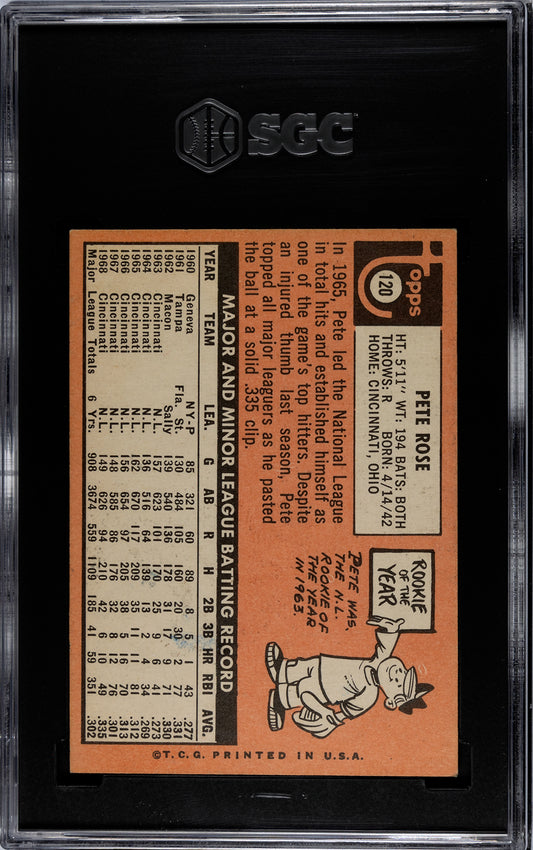 SGC
topps
120
PETE ROSE
HT: 5'11" WT: 194 BATS: BOTH
THROWS: R BORN: 4/14/42
HOME: CINCINNATI, OHIO
In 1965, Pete led the National League
in total hits and established himself as
one of the game's top hitters. Despite
an injured thumb last season, Pete
topped all major leaguers as he pasted
the ball at a solid .335 clip.
ROOKIE
OF THE
YEAR
PETE WAS
THE N.L.
ROOKIE OF
THE YEAR
IN 1963.
MAJOR AND MINOR LEAGUE BATTING RECORD
YEAR TEAM LEA. G AB R H 2B 3B HR RBI AVG.
1960 Geneva NY-P 85 321 60 89 8 5 1 43 .277
1961 Tampa Fla. St. 130 484 105 160 20 30 2 77 .331
1962 Macon Sally 139 540 136 178 31 17 9 71 .330
1963 Cincinnati N.L. 157 623 101 170 25 9 6 41 .273
1964 Cincinnati N.L. 136 516 64 139 13 2 4 34 .269
1965 Cincinnati N.L. 162 670 117 209 35 11 11 81 .312
1966 Cincinnati N.L. 156 654 97 205 38 5 16 70 .313
1967 Cincinnati N.L. 148 585 86 176 32 8 12 76 .301
1968 Cincinnati N.L. 149 626 94 210 42 6 10 49 .335
Major League Totals 6 Yrs. 908 3674 559 1109 185 41 59 351 .302
©T.C.G. PRINTED IN U.S.A.